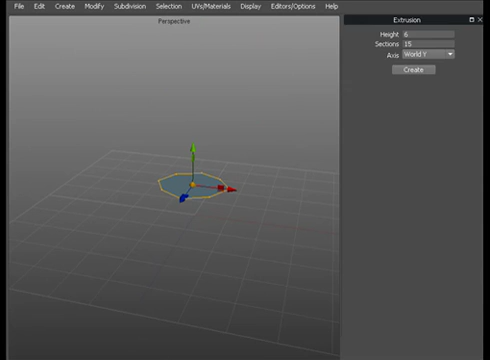 File Edit Create Modify Subdivision Selection UVs/Materials Display Editors/Options Help
Perspective
Extrusion
Height 6
Sections 15
Axis World Y
Create